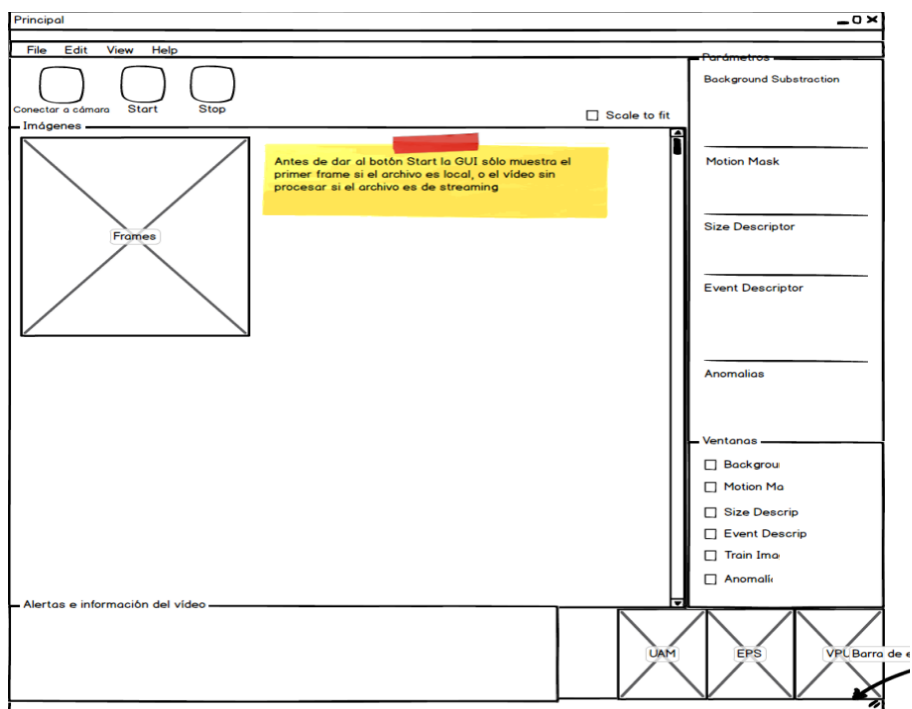 Principal
File Edit View Help
Conectar a cámara Start Stop
Scale to fit
Imágenes
Frames
Antes de dar al botón Start la GUI sólo muestra el
primer frame si el archivo es local, o el vídeo sin
procesar si el archivo es de streaming
Parámetros
Background Substraction
Motion Mask
Size Descriptor
Event Descriptor
Anomalias
Ventanas
Backgrou
Motion Ma
Size Descrip
Event Descrip
Train Ima
Anomali
Alertas e información del vídeo
UAM EPS VPU Barra de e